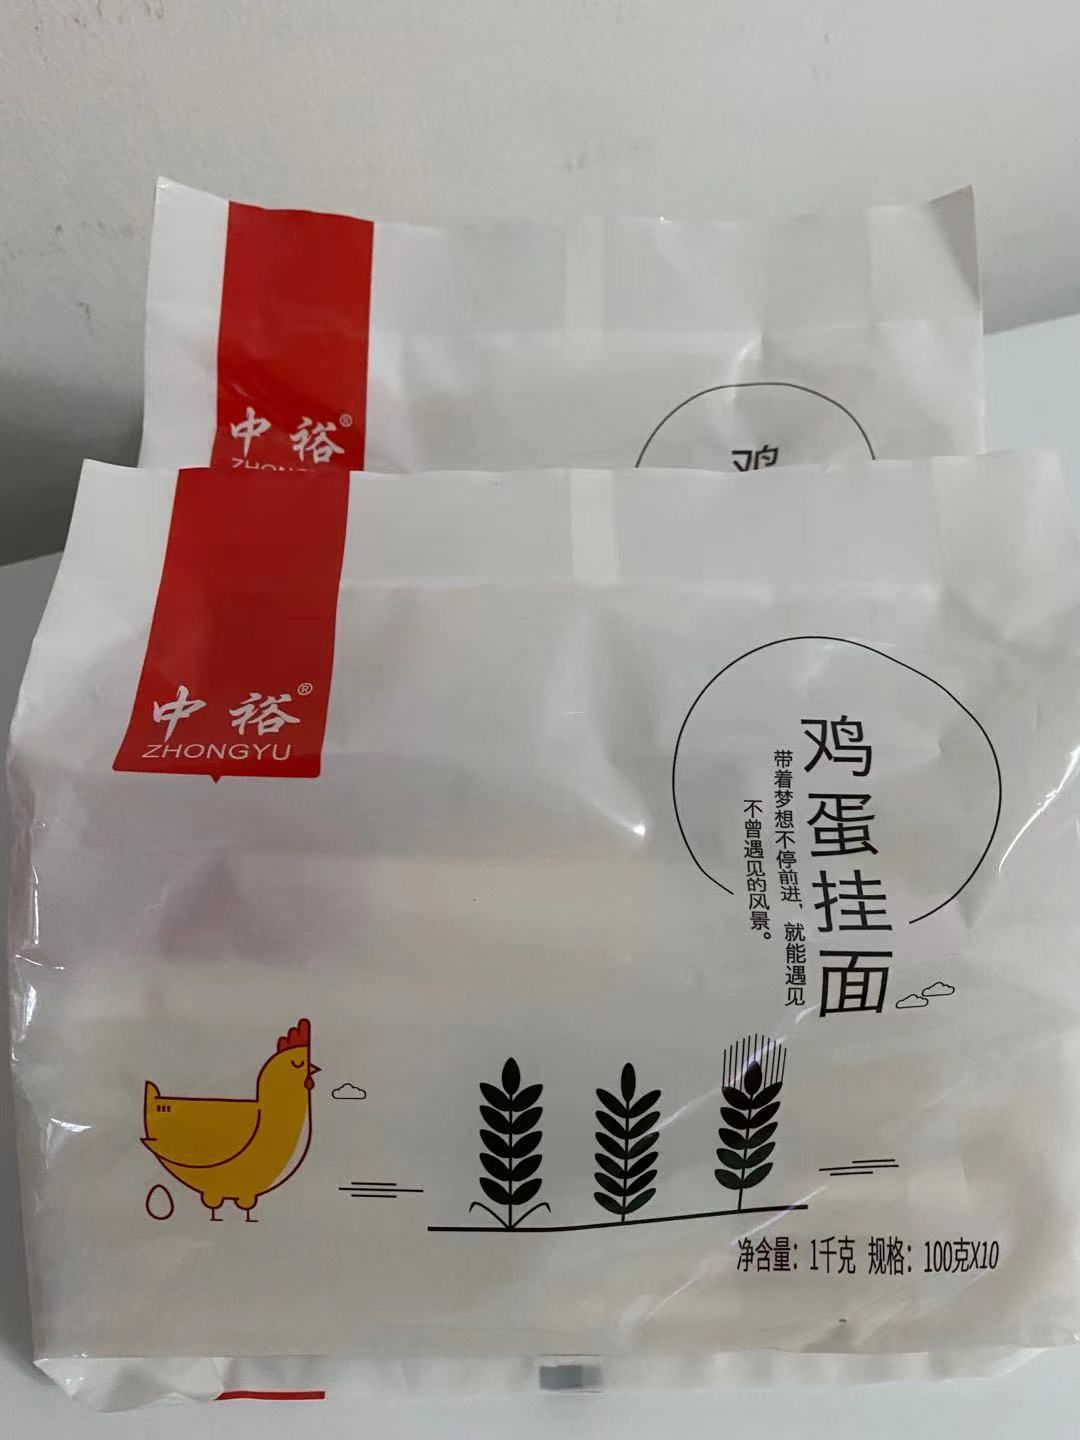 中裕®
ZHONGYU
鸡
中裕®
ZHONGYU
鸡蛋挂面
带着梦想不停前进，就能遇见
不曾遇见的风景。
净含量：1千克 规格：100克X10